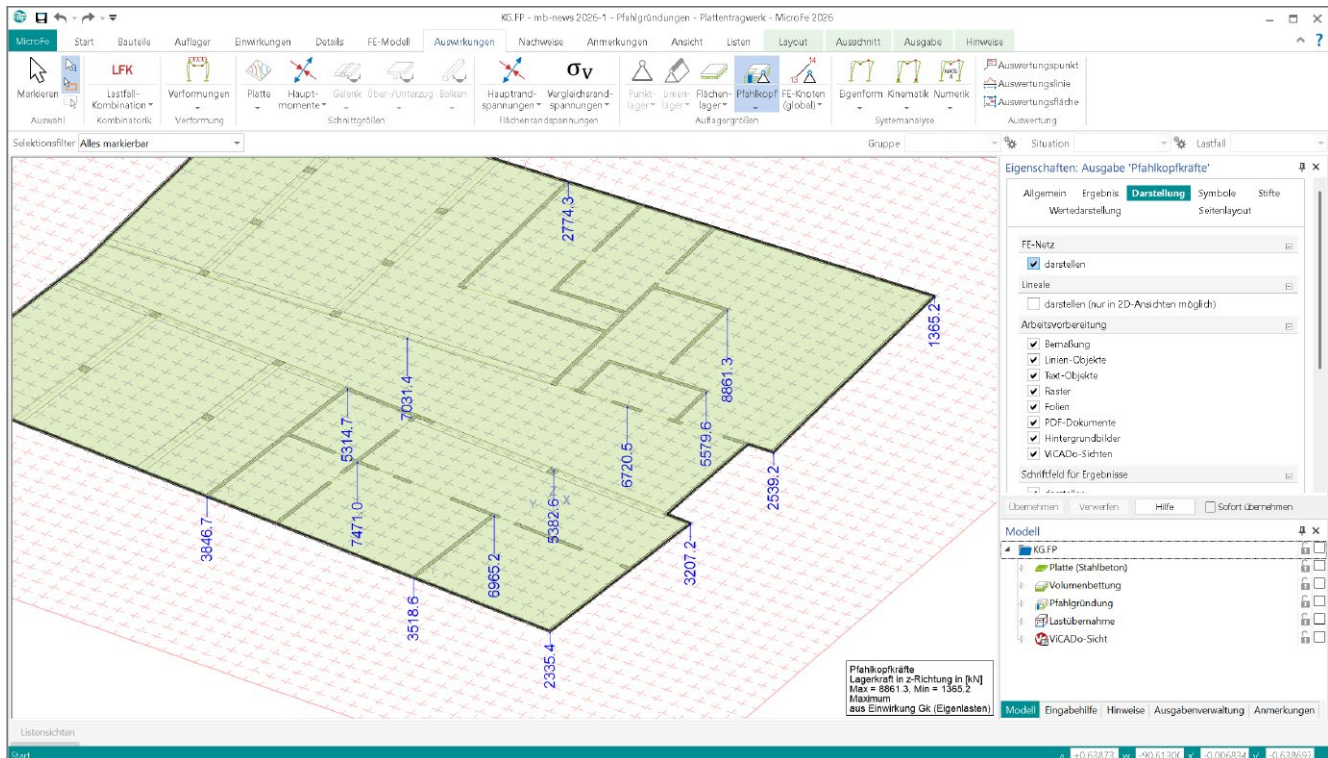 KG.FP - mb-news 2026-1 - Pfahlgründungen - Plattentragwerk - MicroFe 2026
MicroFe Start Bauteile Auflager Einwirkungen Details FE-Modell Auswirkungen Nachweise Anmerkungen Ansicht Listen Layout Ausschnitt Ausgabe Hinweise
LFK
σv
Markieren
Lastfall-
Kombination
Verformungen
Platte
Haupt-
momente
Gelenk
Über-/Unterzug
Balken
Hauptrand-
spannungen
Vergleichsrand-
spannungen
Punkt-
lager
Linien-
lager
Flächen-
lager
Pfahlkopf
14
13
FE-Knoten
(global)
Eigenform
Kinematik
NKS
4
Numerik
Auswertungspunkt
Auswertungslinie
Auswertungsfläche
Auswahl Kombinatorik Verformung Schnittgrößen Flächenrandspannungen Auflagergrößen Systemanalyse Auswertung
Selektionsfilter Alles markierbar Gruppe Situation Lastfall
2774.3
1365.2
7031.4
8861.3
5314.7
6720.5
5579.6
2539.2
3846.7
7471.0
5382.6
Y Z X
6965.2
3207.2
3518.6
2335.4
Pfahlkopfkräfte
Lagerkraft in z-Richtung in [kN]
Max = 8861.3, Min = 1365.2
Maximum
aus Einwirkung Gk (Eigenlasten)
Eigenschaften: Ausgabe 'Pfahlkopfkräfte'
Allgemein Ergebnis Darstellung Symbole Stifte
Wertedarstellung Seitenlayout
FE-Netz
darstellen
Lineale
darstellen (nur in 2D-Ansichten möglich)
Arbeitsvorbereitung
Bemaßung
Linien-Objekte
Text-Objekte
Raster
Folien
PDF-Dokumente
Hintergrundbilder
ViCADo-Sichten
Schriftfeld für Ergebnisse
darstellen
Übernehmen Verwerfen Hilfe Sofort übernehmen
Modell
KG.FP
Platte (Stahlbeton)
Volumenbettung
Pfahlgründung
Lastübernahme
ViCADo-Sicht
Modell Eingabehilfe Hinweise Ausgabenverwaltung Anmerkungen
Listensichten
Start